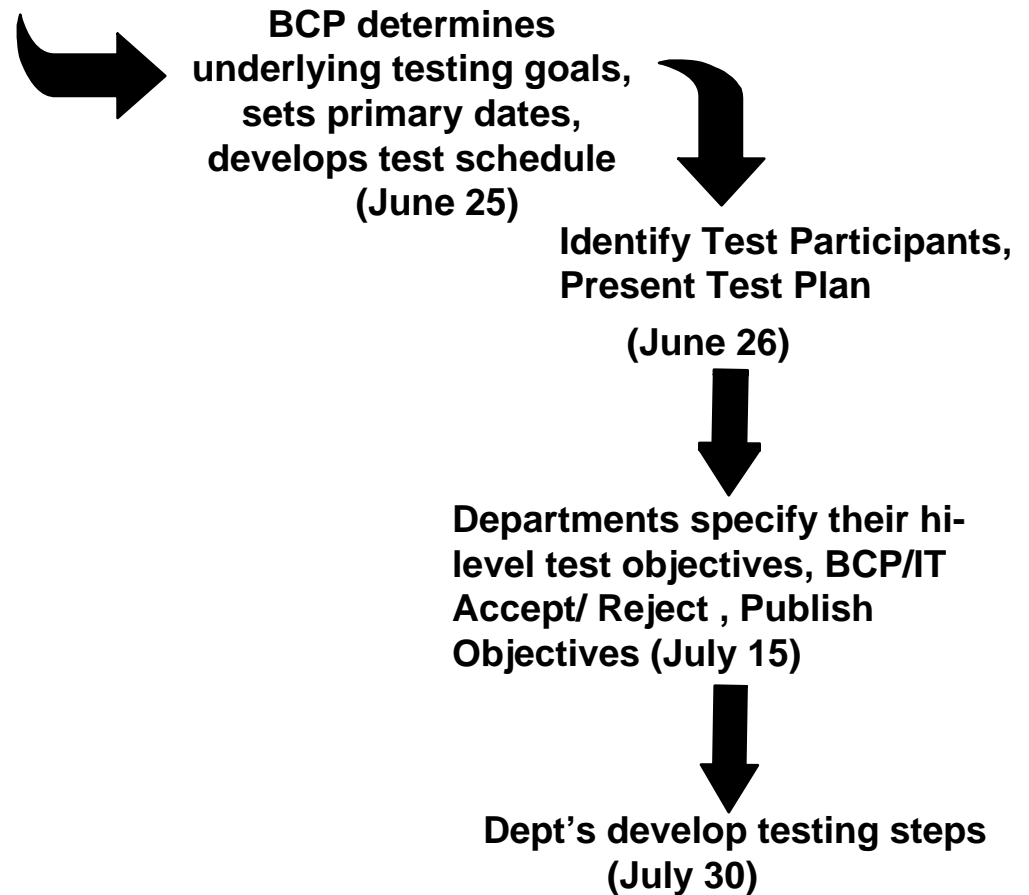 BCP determines
underlying testing goals,
sets primary dates,
develops test schedule
(June 25)
Identify Test Participants,
Present Test Plan
(June 26)
Departments specify their hi-
level test objectives, BCP/IT
Accept/ Reject , Publish
Objectives (July 15)
Dept’s develop testing steps
(July 30)